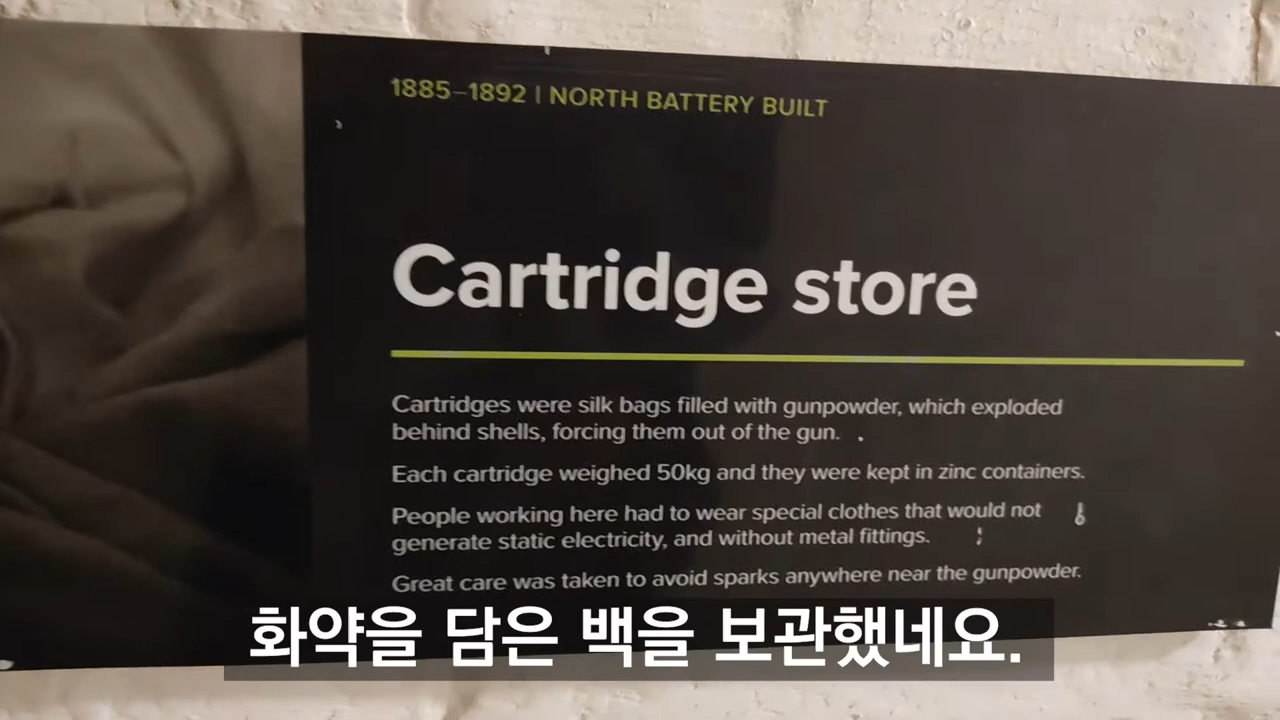 1885–1892 | NORTH BATTERY BUILT
Cartridge store
Cartridges were silk bags filled with gunpowder, which exploded
behind shells, forcing them out of the gun.
Each cartridge weighed 50kg and they were kept in zinc containers.
People working here had to wear special clothes that would not
generate static electricity, and without metal fittings.
Great care was taken to avoid sparks anywhere near the gunpowder.
화약을 담은 백을 보관했네요.